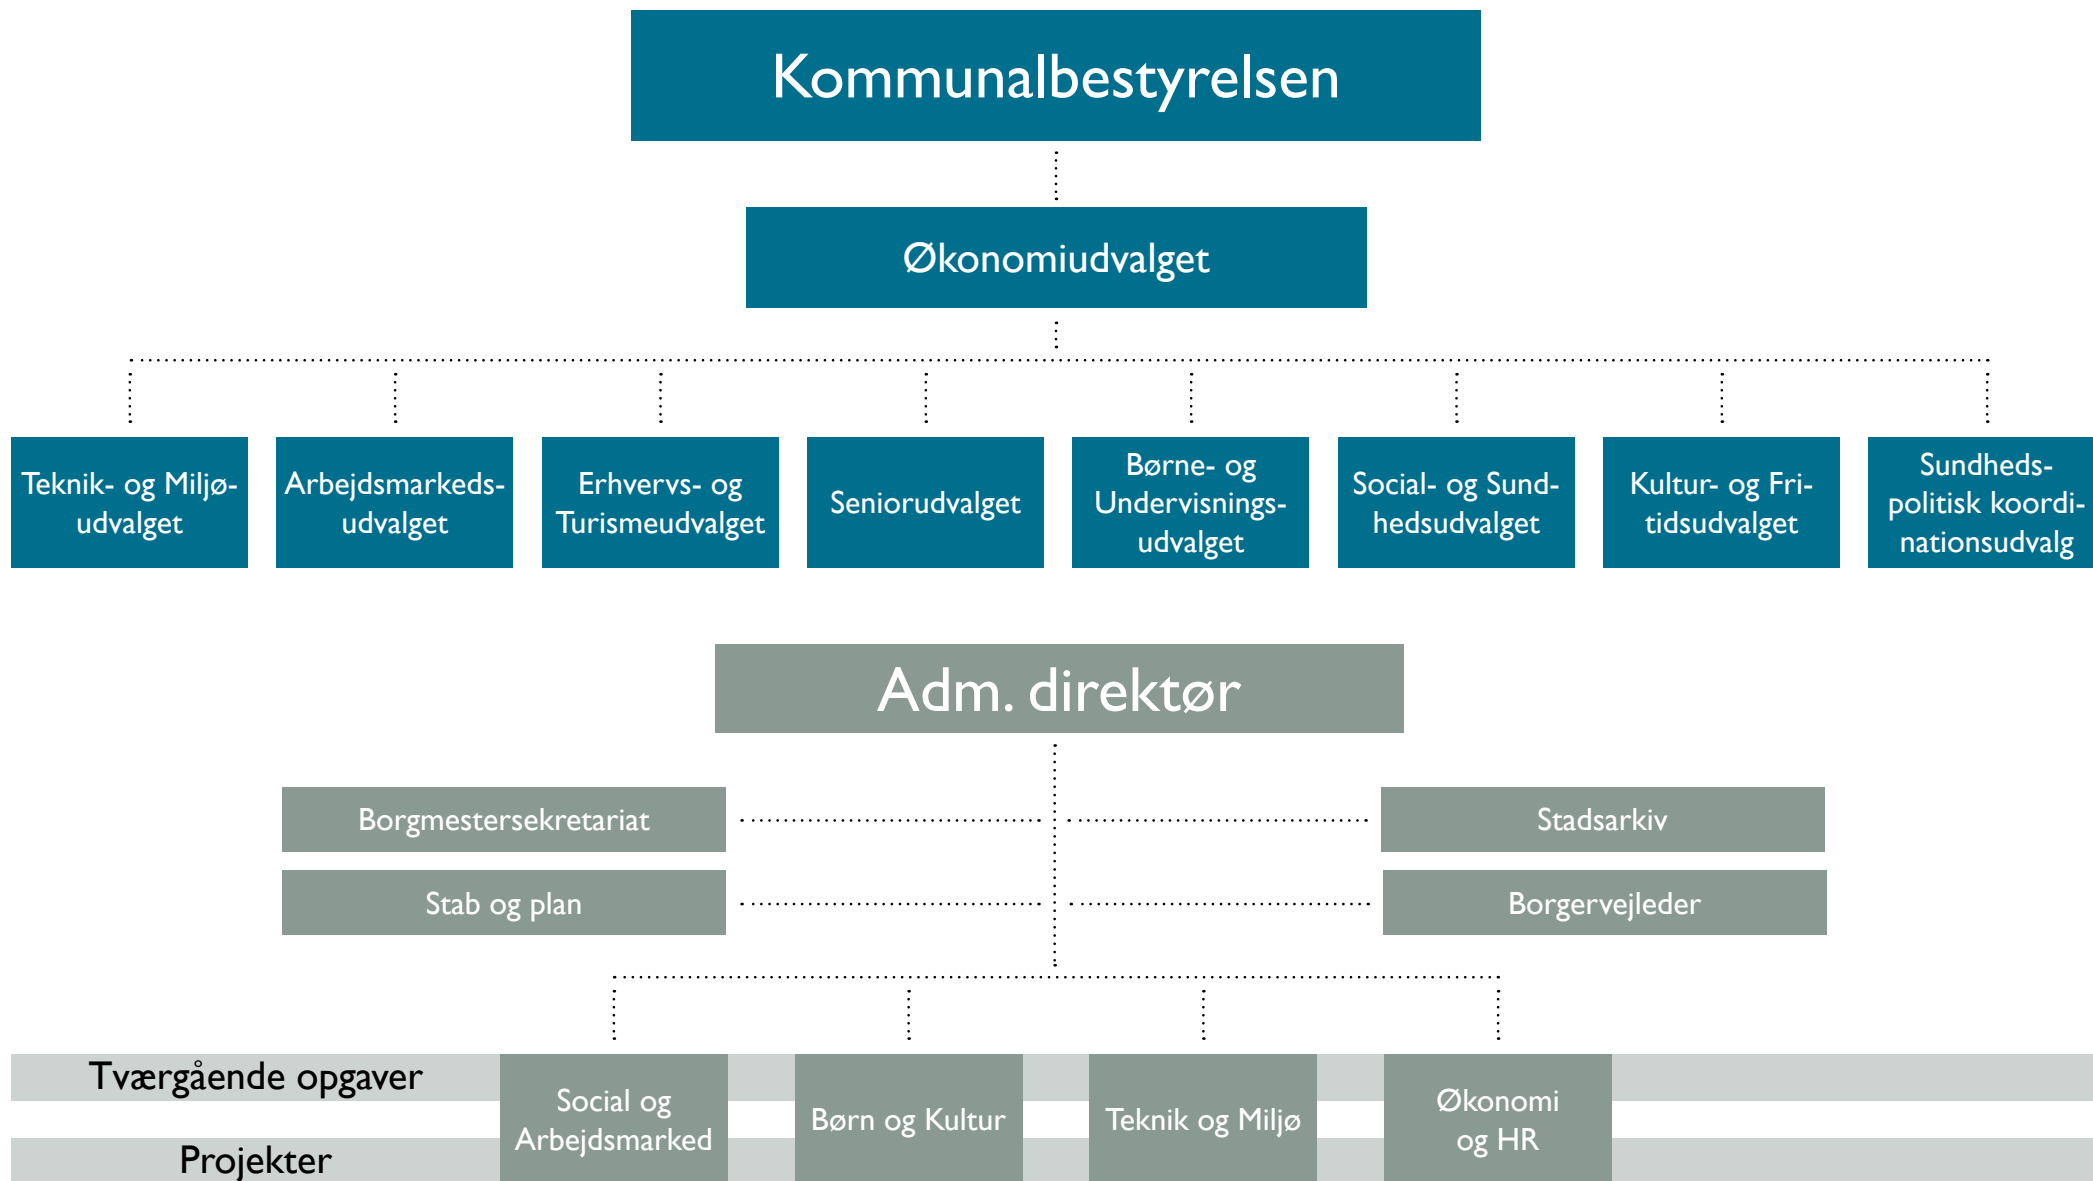 Kommunalbestyrelsen
Økonomiudvalget
Teknik- og Miljø-
udvalget
Arbejdsmarkeds-
udvalget
Erhvervs- og
Turismeudvalget
Seniorudvalget
Børne- og
Undervisnings-
udvalget
Social- og Sund-
hedsudvalget
Kultur- og Fri-
tidsudvalget
Sundheds-
politisk koordi-
nationsudvalg
Adm. direktør
Borgmestersekretariat
Stadsarkiv
Stab og plan
Borgervejleder
Tværgående opgaver
Projekter
Social og
Arbejdsmarked
Børn og Kultur
Teknik og Miljø
Økonomi
og HR